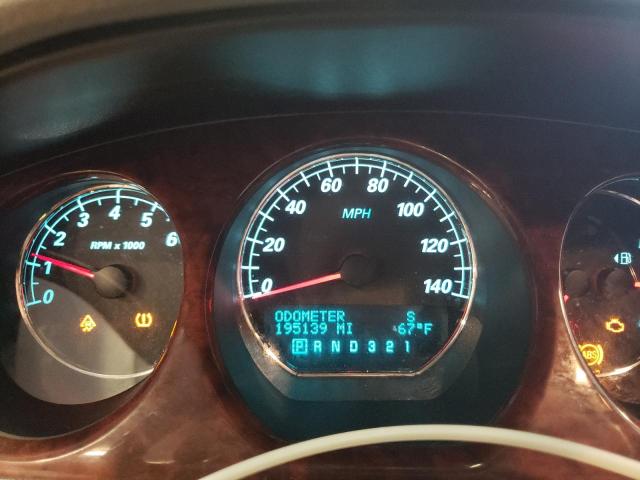 0 1 2 3 4 5 6
RPM x 1000
0 20 40 60 80 100 120 140
MPH
ODOMETER S
195139 MI 67°F
P R N D 3 2 1
ABS